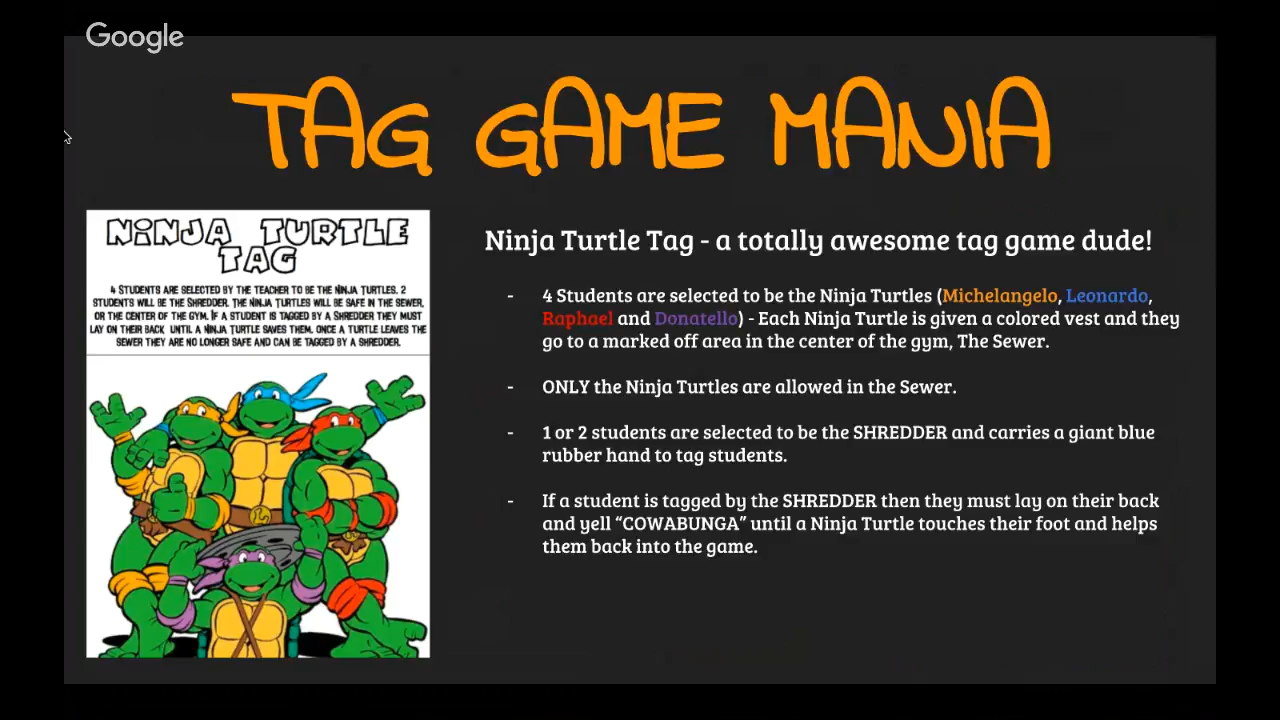 Google
TAG GAME MANIA
NINJA TURTLE
TAG
4 STUDENTS ARE SELECTED BY THE TEACHER TO BE THE NINJA TURTLES. 2
STUDENTS WILL BE THE SHREDDER. THE NINJA TURTLES WILL BE SAFE IN THE SEWER,
OR THE CENTER OF THE GYM. IF A STUDENT IS TAGGED BY A SHREDDER THEY MUST
LAY ON THEIR BACK UNTIL A NINJA TURTLE SAVES THEM. ONCE A TURTLE LEAVES THE
SEWER THEY ARE NO LONGER SAFE AND CAN BE TAGGED BY A SHREDDER.
Ninja Turtle Tag - a totally awesome tag game dude!
- 4 Students are selected to be the Ninja Turtles (Michelangelo, Leonardo,
Raphael and Donatello) - Each Ninja Turtle is given a colored vest and they
go to a marked off area in the center of the gym, The Sewer.
- ONLY the Ninja Turtles are allowed in the Sewer.
- 1 or 2 students are selected to be the SHREDDER and carries a giant blue
rubber hand to tag students.
- If a student is tagged by the SHREDDER then they must lay on their back
and yell “COWABUNGA” until a Ninja Turtle touches their foot and helps
them back into the game.